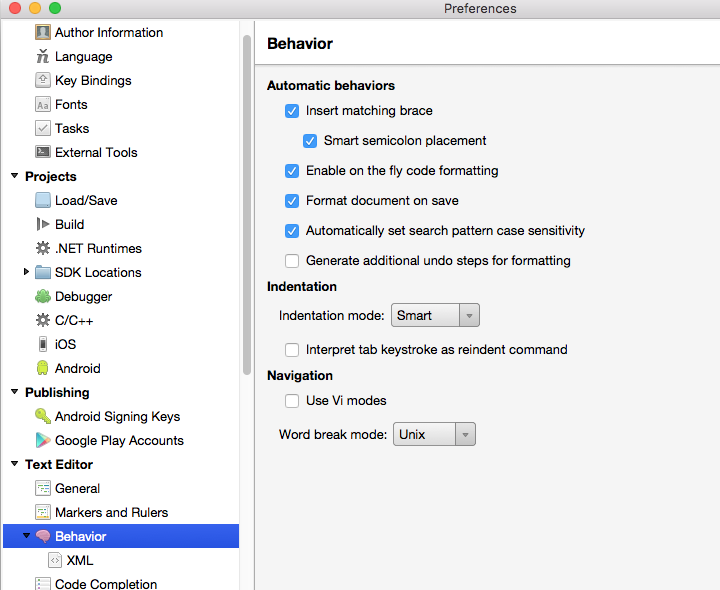 Preferences
Author Information
Language
Key Bindings
Fonts
Tasks
External Tools
Projects
Load/Save
Build
.NET Runtimes
SDK Locations
Debugger
C/C++
iOS
Android
Publishing
Android Signing Keys
Google Play Accounts
Text Editor
General
Markers and Rulers
Behavior
XML
Code Completion
Behavior
Automatic behaviors
Insert matching brace
Smart semicolon placement
Enable on the fly code formatting
Format document on save
Automatically set search pattern case sensitivity
Generate additional undo steps for formatting
Indentation
Indentation mode: Smart
Interpret tab keystroke as reindent command
Navigation
Use Vi modes
Word break mode: Unix